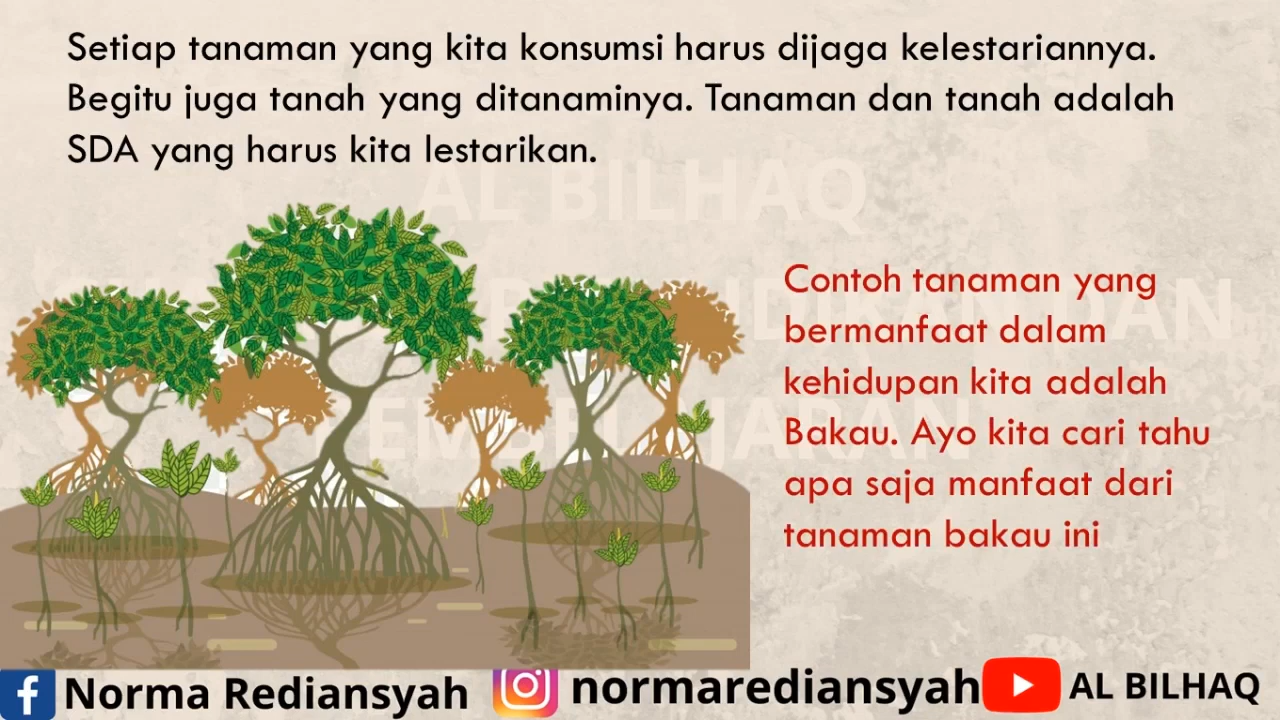 Setiap tanaman yang kita konsumsi harus dijaga kelestariannya.
Begitu juga tanah yang ditanaminya. Tanaman dan tanah adalah
SDA yang harus kita lestarikan.
AL BILHAQ
Contoh tanaman yang
bermanfaat dalam
kehidupan kita adalah
Bakau. Ayo kita cari tahu
apa saja manfaat dari
tanaman bakau ini
Norma Rediansyah
normarediansyah
AL BILHAQ